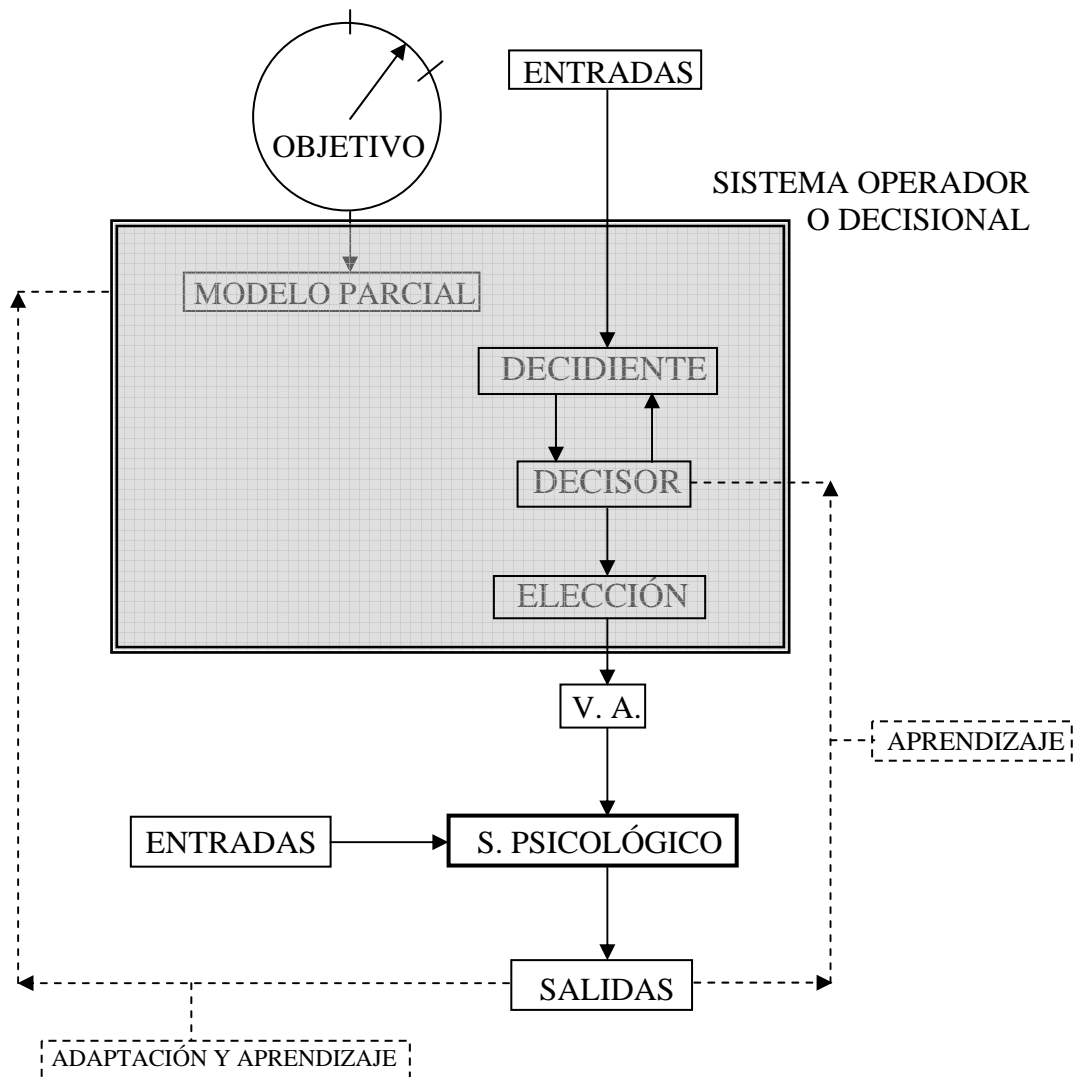 ENTRADAS
OBJETIVO
SISTEMA OPERADOR
O DECISIONAL
MODELO PARCIAL
DECIDIENTE
DECISOR
ELECCIÓN
V. A.
APRENDIZAJE
ENTRADAS
S. PSICOLÓGICO
SALIDAS
ADAPTACIÓN Y APRENDIZAJE